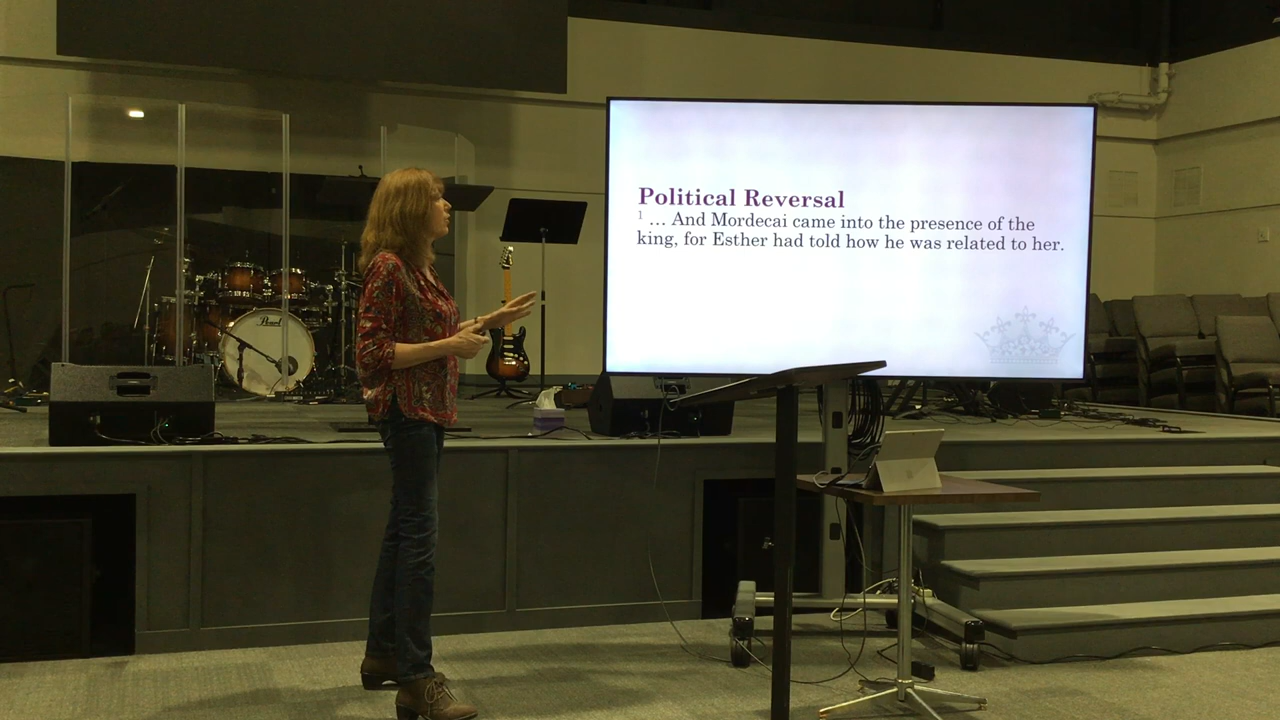 Political Reversal
1 … And Mordecai came into the presence of the
king, for Esther had told how he was related to her.
Pearl